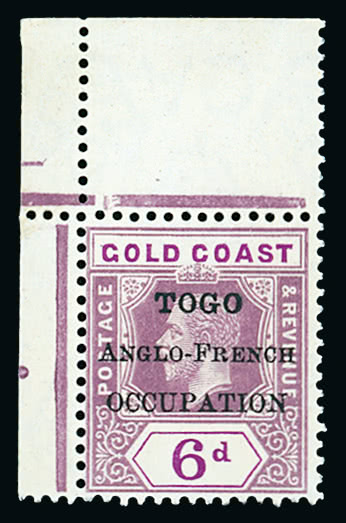 GOLD COAST
POSTAGE
& REVENUE
TOGO
ANGLO-FRENCH
OCCUPATION
6d